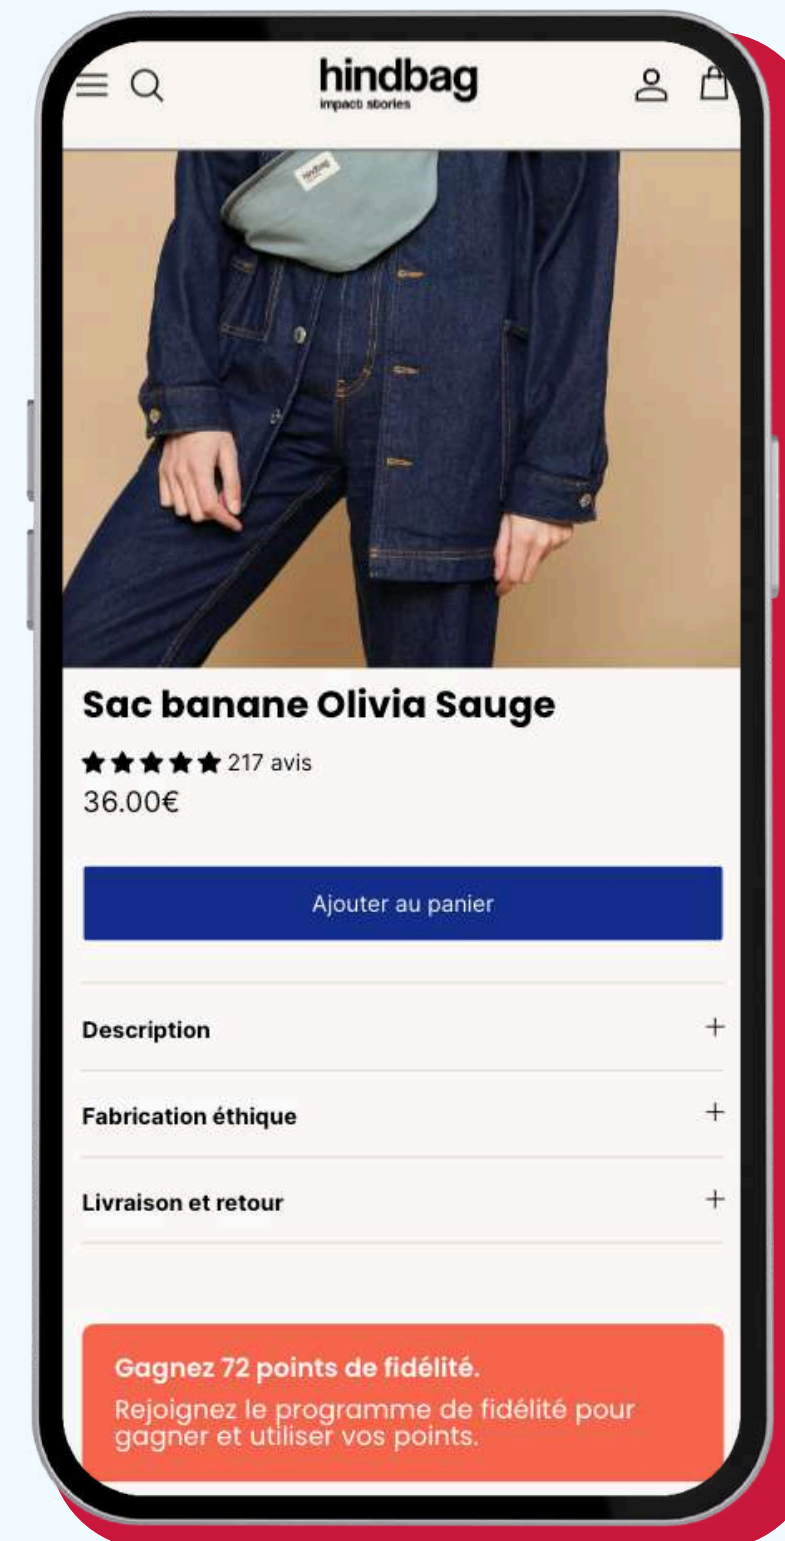 hindbag
impact stories
hindbag
Sac banane Olivia Sauge
217 avis
36.00€
Ajouter au panier
Description
Fabrication éthique
Livraison et retour
Gagnez 72 points de fidélité.
Rejoignez le programme de fidélité pour
gagner et utiliser vos points.